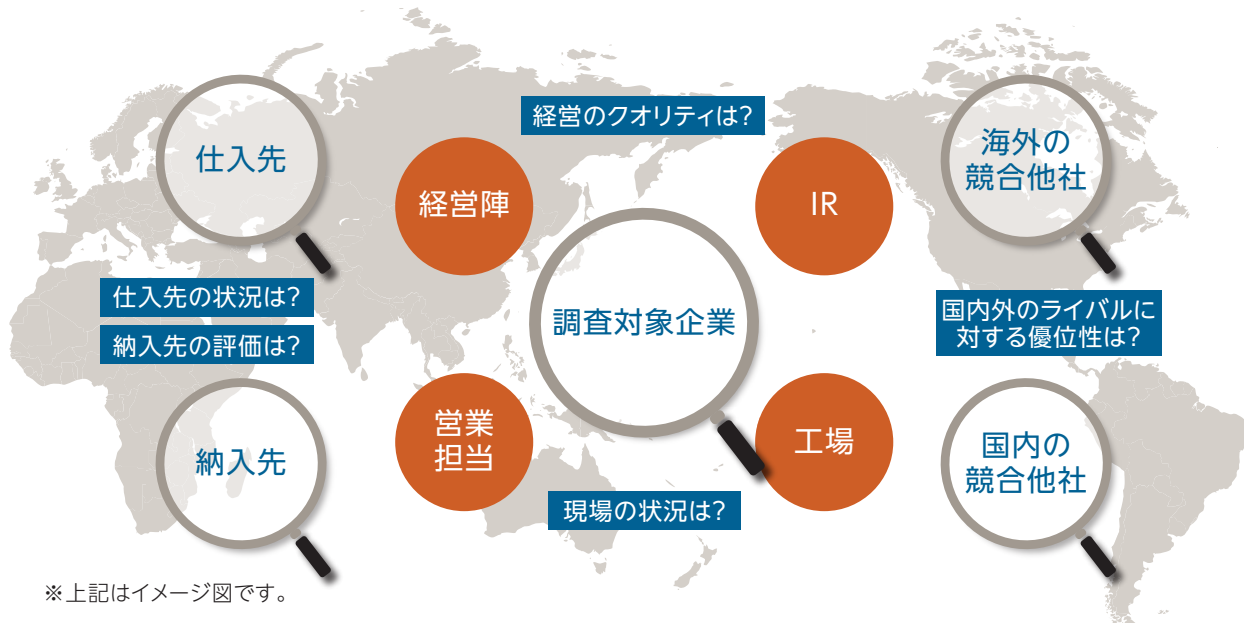 経営のクオリティは?
仕入先
経営陣
IR
海外の
競合他社
仕入先の状況は?
納入先の評価は?
調査対象企業
国内外のライバルに
対する優位性は?
納入先
営業
担当
工場
国内の
競合他社
現場の状況は?
※上記はイメージ図です。